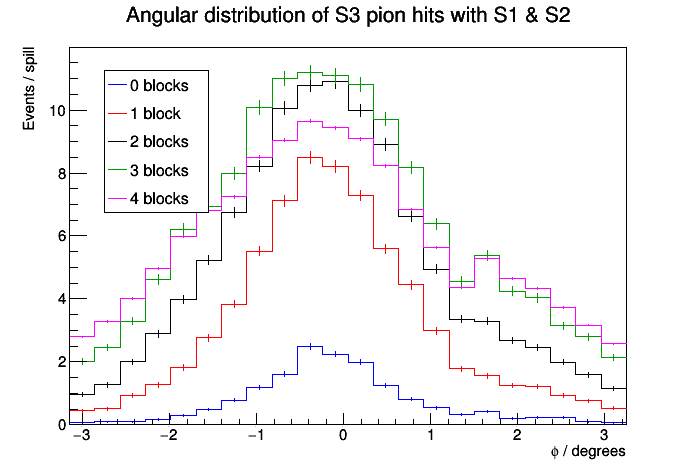 Angular distribution of S3 pion hits with S1 & S2
Events / spill
0 blocks
1 block
2 blocks
3 blocks
4 blocks
10
8
6
4
2
0
−3 −2 −1 0 1 2 3
ϕ / degrees